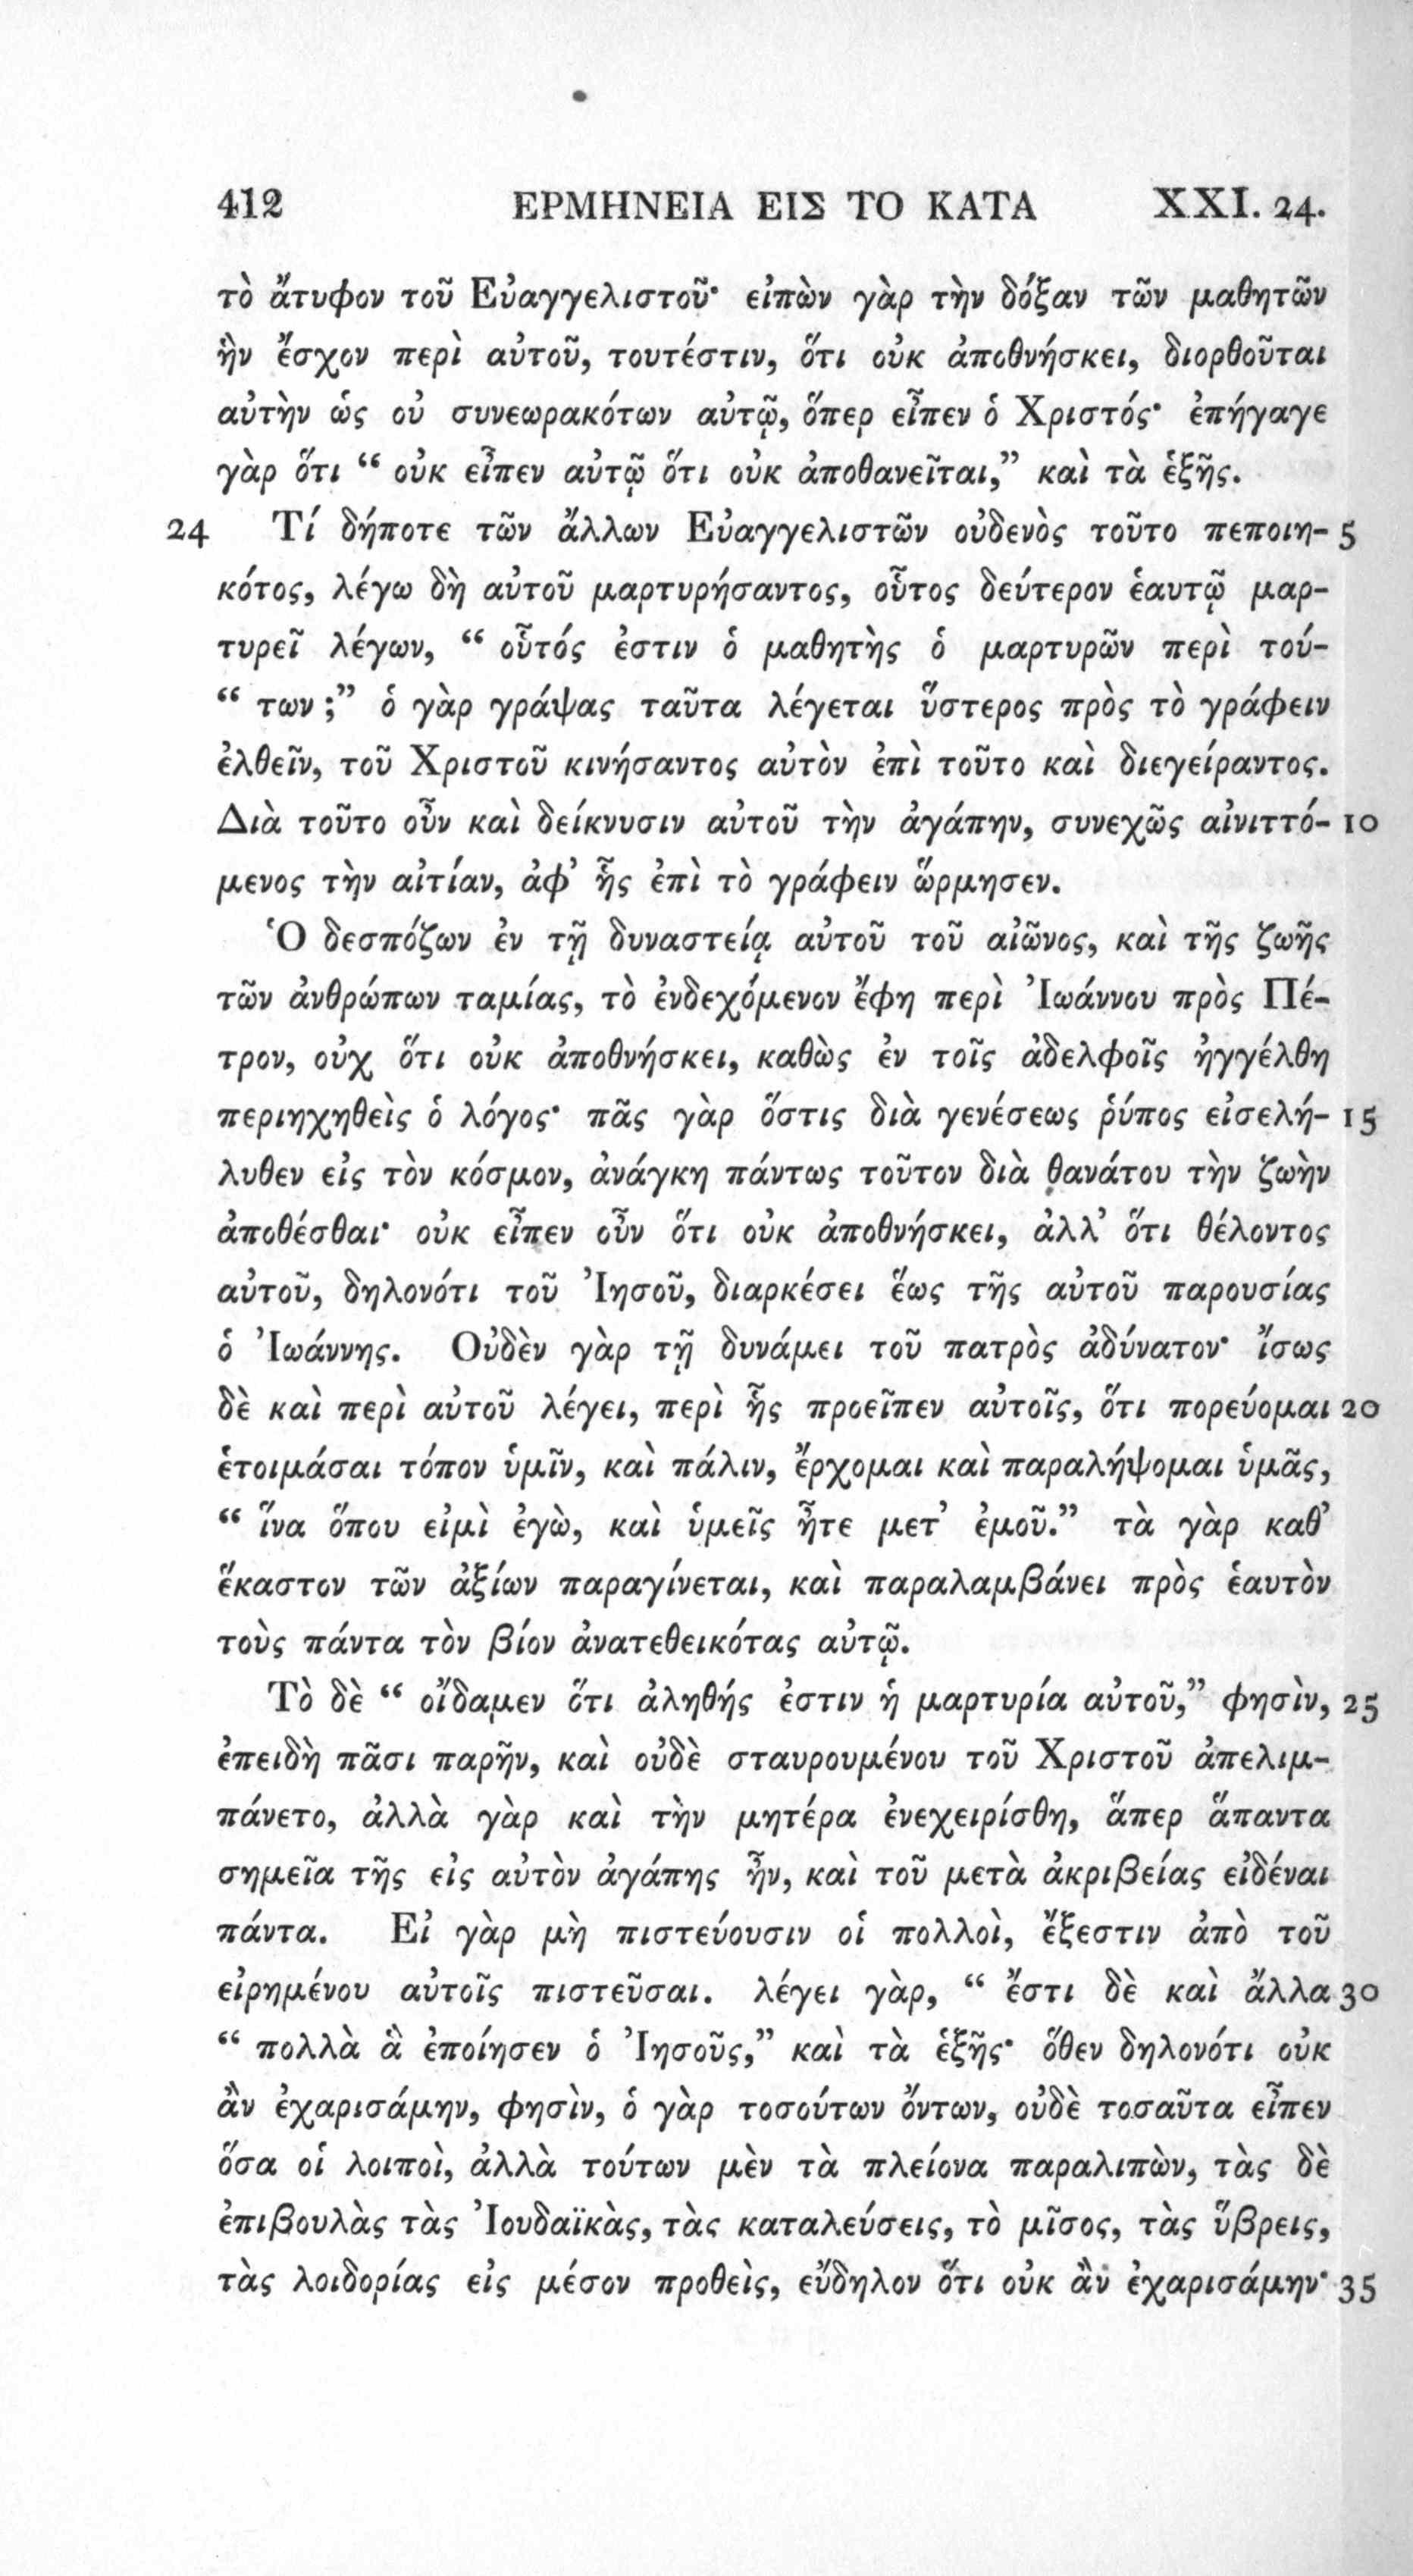 412 ΕΡΜΗΝΕΙΑ ΕΙΣ ΤΟ ΚΑΤΑ XXI. 24.
τὸ ἄτυφον τοῦ Εὐαγγελιστοῦ· εἰπὼν γὰρ τὴν δόξαν τῶν μαθητῶν
ἣν ἔσχον περὶ αὐτοῦ, τουτέστιν, ὅτι οὐκ ἀποθνήσκει, διορθοῦται
αὐτὴν ὡς οὐ συνεωρακότων αὐτῷ, ὅπερ εἶπεν ὁ Χριστός· ἐπήγαγε
γὰρ ὅτι “ οὐκ εἶπεν αὐτῷ ὅτι οὐκ ἀποθανεῖται,” καὶ τὰ ἑξῆς.
24 Τί δήποτε τῶν ἄλλων Εὐαγγελιστῶν οὐδενὸς τοῦτο πεποιη- 5
κότος, λέγω δὴ αὐτοῦ μαρτυρήσαντος, οὗτος δεύτερον ἑαυτῷ μαρ-
τυρεῖ λέγων, “ οὗτός ἐστιν ὁ μαθητὴς ὁ μαρτυρῶν περὶ τού-
“ των ;” ὁ γὰρ γράψας ταῦτα λέγεται ὕστερος πρὸς τὸ γράφειν
ἐλθεῖν, τοῦ Χριστοῦ κινήσαντος αὐτὸν ἐπὶ τοῦτο καὶ διεγείραντος.
Διὰ τοῦτο οὖν καὶ δείκνυσιν αὐτοῦ τὴν ἀγάπην, συνεχῶς αἰνιττό- 10
μενος τὴν αἰτίαν, ἀφ’ ἧς ἐπὶ τὸ γράφειν ὥρμησεν.
Ὁ δεσπόζων ἐν τῇ δυναστείᾳ αὐτοῦ τοῦ αἰῶνος, καὶ τῆς ζωῆς
τῶν ἀνθρώπων ταμίας, τὸ ἐνδεχόμενον ἔφη περὶ Ἰωάννου πρὸς Πέ-
τρον, οὐχ ὅτι οὐκ ἀποθνήσκει, καθὼς ἐν τοῖς ἀδελφοῖς ἠγγέλθη
περιηχηθεὶς ὁ λόγος· πᾶς γὰρ ὅστις διὰ γενέσεως ῥύπος εἰσελή- 15
λυθεν εἰς τὸν κόσμον, ἀνάγκη πάντως τοῦτον διὰ θανάτου τὴν ζωὴν
ἀποθέσθαι· οὐκ εἶπεν οὖν ὅτι οὐκ ἀποθνήσκει, ἀλλ’ ὅτι θέλοντος
αὐτοῦ, δηλονότι τοῦ Ἰησοῦ, διαρκέσει ἕως τῆς αὐτοῦ παρουσίας
ὁ Ἰωάννης. Οὐδὲν γὰρ τῇ δυνάμει τοῦ πατρὸς ἀδύνατον· ἴσως
δὲ καὶ περὶ αὐτοῦ λέγει, περὶ ἧς προεῖπεν αὐτοῖς, ὅτι πορεύομαι 20
ἑτοιμάσαι τόπον ὑμῖν, καὶ πάλιν, ἔρχομαι καὶ παραλήψομαι ὑμᾶς,
“ ἵνα ὅπου εἰμὶ ἐγὼ, καὶ ὑμεῖς ἦτε μετ’ ἐμοῦ.” τὰ γὰρ καθ’
ἕκαστον τῶν ἀξίων παραγίνεται, καὶ παραλαμβάνει πρὸς ἑαυτὸν
τοὺς πάντα τὸν βίον ἀνατεθεικότας αὐτῷ.
Τὸ δὲ “ οἴδαμεν ὅτι ἀληθής ἐστιν ἡ μαρτυρία αὐτοῦ,” φησὶν, 25
ἐπειδὴ πᾶσι παρῆν, καὶ οὐδὲ σταυρουμένου τοῦ Χριστοῦ ἀπελιμ-
πάνετο, ἀλλὰ γὰρ καὶ τὴν μητέρα ἐνεχειρίσθη, ἅπερ ἅπαντα
σημεῖα τῆς εἰς αὐτὸν ἀγάπης ἦν, καὶ τοῦ μετὰ ἀκριβείας εἰδέναι
πάντα. Εἰ γὰρ μὴ πιστεύουσιν οἱ πολλοὶ, ἔξεστιν ἀπὸ τοῦ
εἰρημένου αὐτοῖς πιστεῦσαι. λέγει γὰρ, “ ἔστι δὲ καὶ ἄλλα 30
“ πολλὰ ἃ ἐποίησεν ὁ Ἰησοῦς,” καὶ τὰ ἑξῆς· ὅθεν δηλονότι οὐκ
ἂν ἐχαρισάμην, φησὶν, ὁ γὰρ τοσούτων ὄντων, οὐδὲ τοσαῦτα εἶπεν
ὅσα οἱ λοιποὶ, ἀλλὰ τούτων μὲν τὰ πλείονα παραλιπὼν, τὰς δὲ
ἐπιβουλὰς τὰς Ἰουδαϊκὰς, τὰς καταλεύσεις, τὸ μῖσος, τὰς ὕβρεις,
τὰς λοιδορίας εἰς μέσον προθεὶς, εὔδηλον ὅτι οὐκ ἂν ἐχαρισάμην· 35